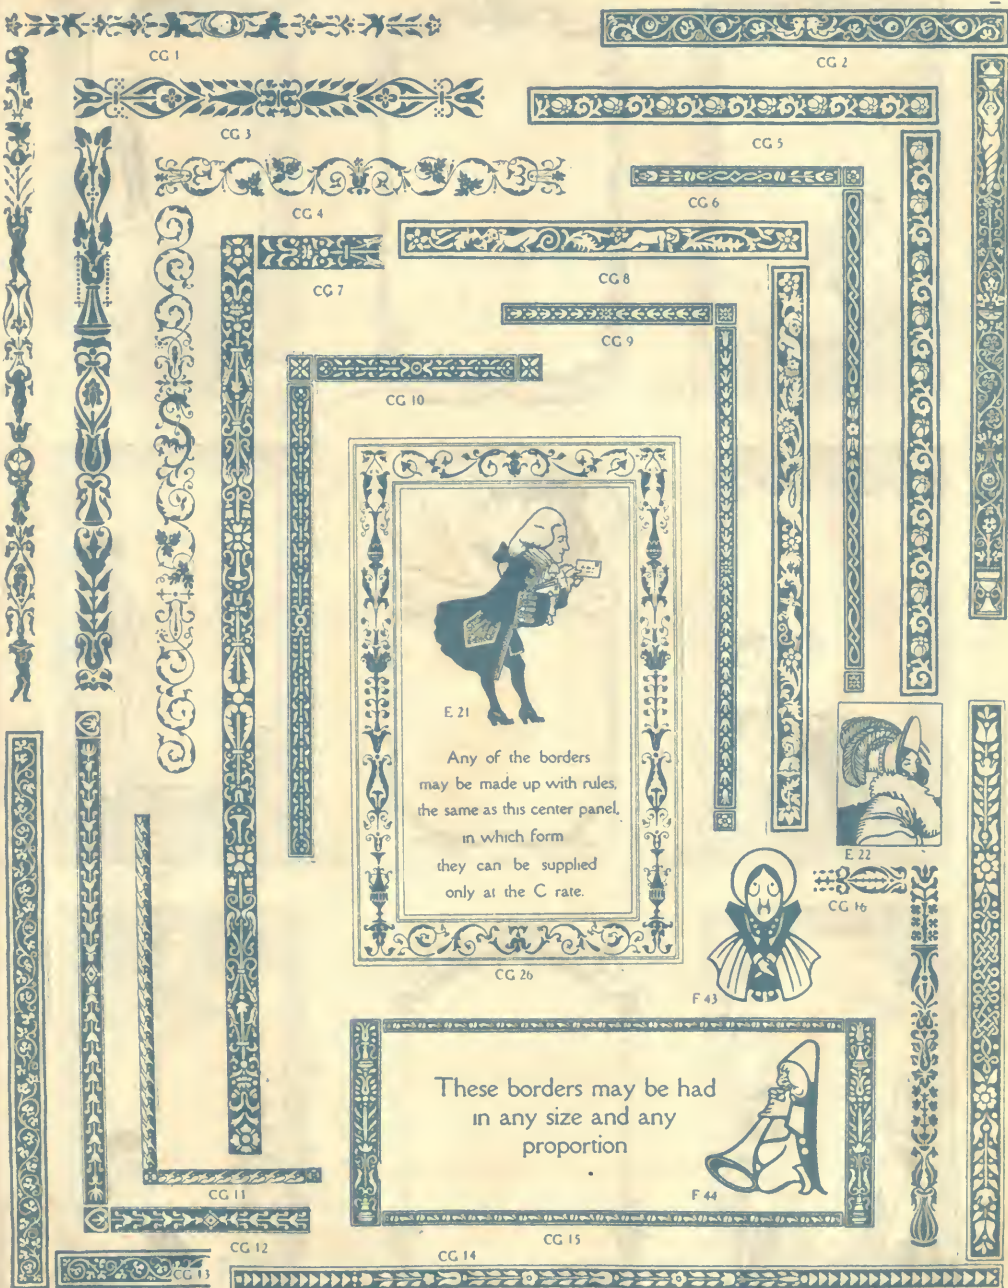 CG 1
CG 2
CG 3
CG 5
CG 4
CG 6
CG 7
CG 8
CG 9
CG 10
E 21
Any of the borders
may be made up with rules,
the same as this center panel,
in which form
they can be supplied
only at the C rate.
E 22
CG 16
CG 26
F 43
These borders may be had
in any size and any
proportion
F 44
CG 11
CG 12
CG 15
CG 14
CG 13